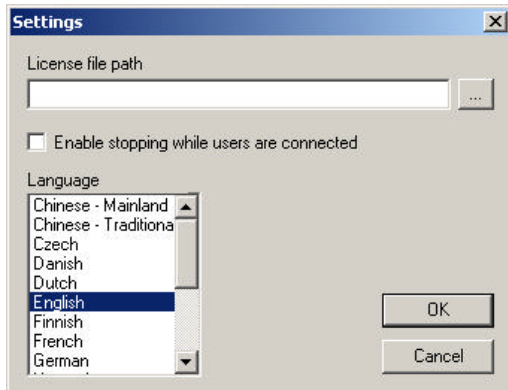 Settings
License file path
...
Enable stopping while users are connected
Language
Chinese - Mainland
Chinese - Traditiona
Czech
Danish
Dutch
English
Finnish
French
German
OK
Cancel